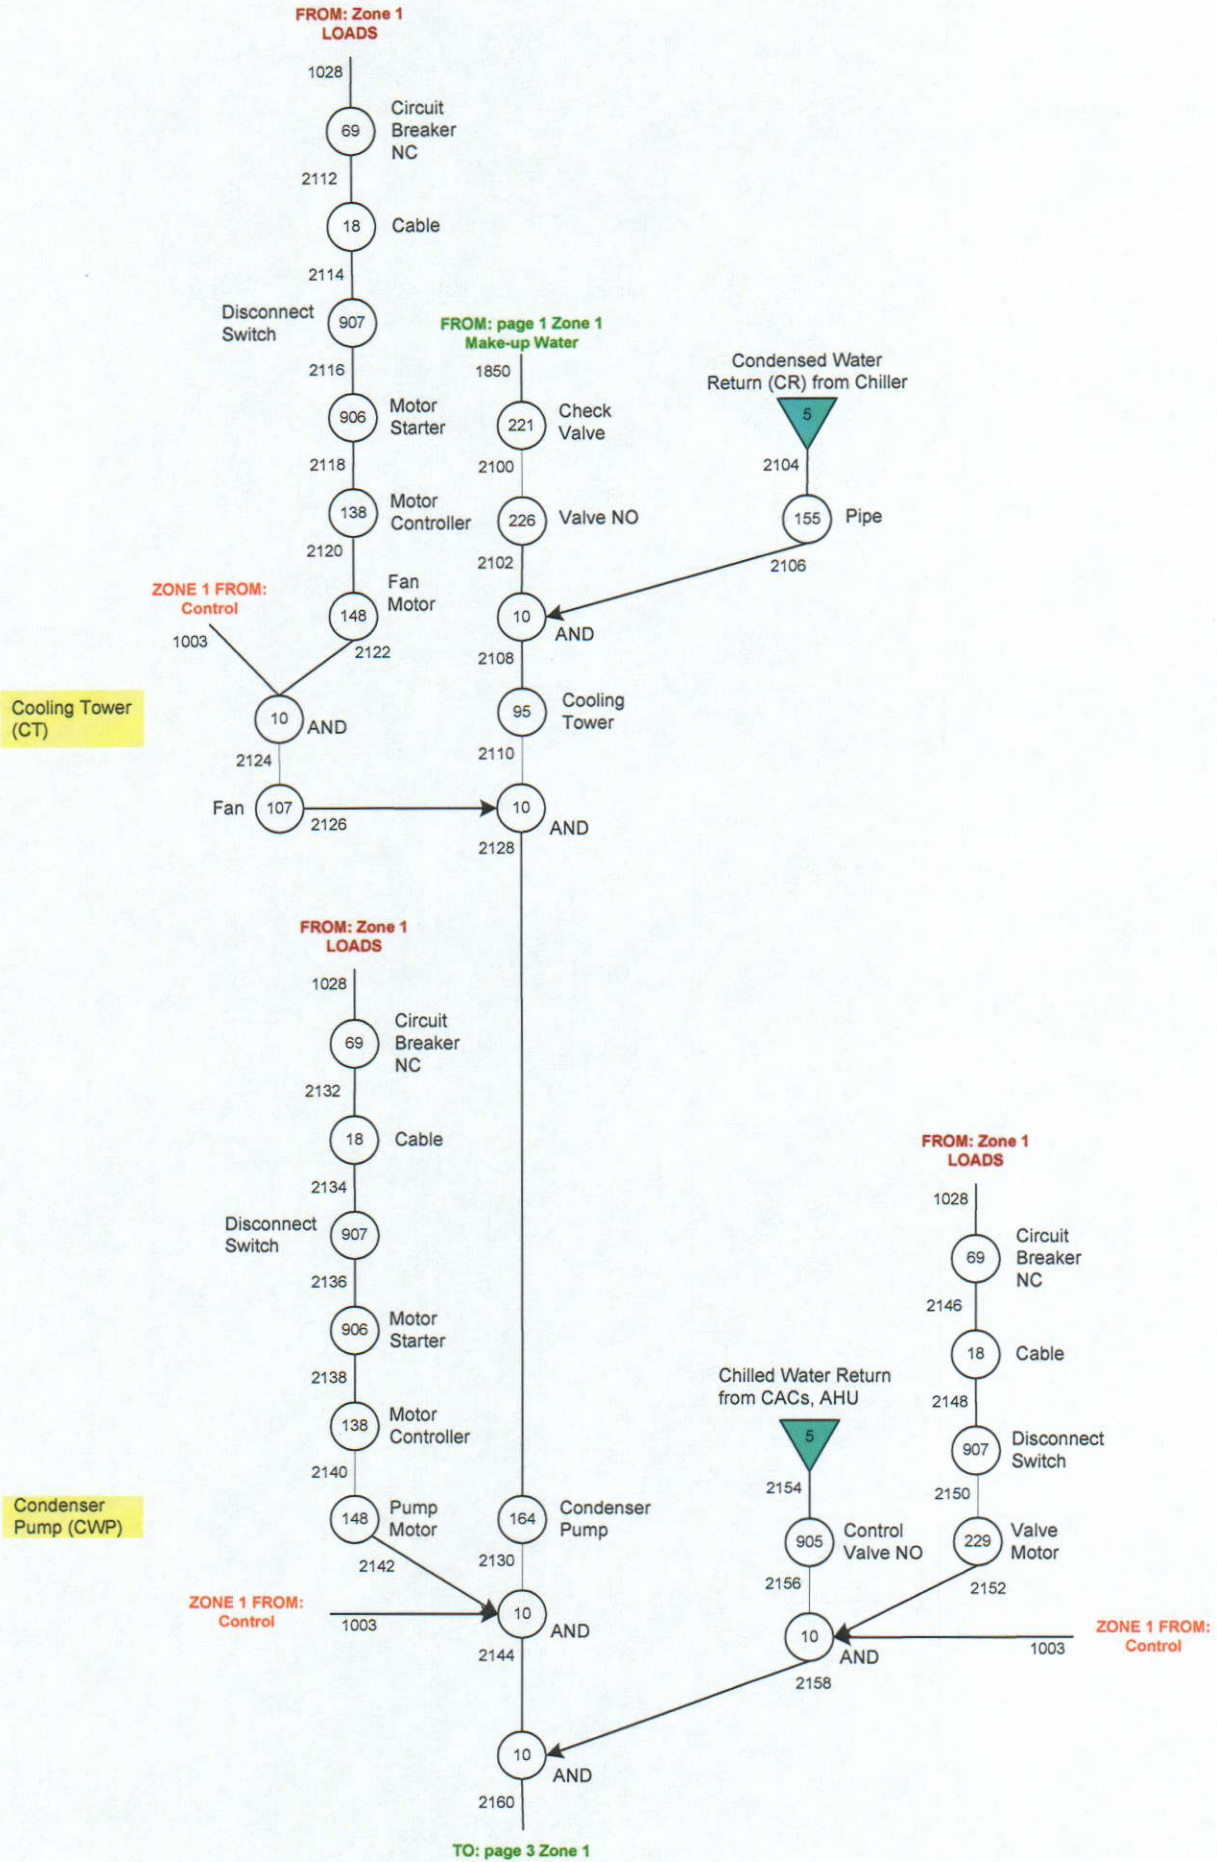 FROM: Zone 1
LOADS
1028
69
Circuit
Breaker
NC
2112
18
Cable
2114
Disconnect
Switch
907
2116
906
Motor
Starter
2118
138
Motor
Controller
2120
148
Fan
Motor
2122
ZONE 1 FROM:
Control
1003
10
AND
2124
Fan
107
2126
Cooling Tower
(CT)
FROM: page 1 Zone 1
Make-up Water
1850
221
Check
Valve
2100
226
Valve NO
2102
10
AND
2108
95
Cooling
Tower
2110
10
AND
2128
Condensed Water
Return (CR) from Chiller
5
2104
155
Pipe
2106
FROM: Zone 1
LOADS
1028
69
Circuit
Breaker
NC
2132
18
Cable
2134
Disconnect
Switch
907
2136
906
Motor
Starter
2138
138
Motor
Controller
2140
148
Pump
Motor
2142
Condenser
Pump (CWP)
164
Condenser
Pump
2130
ZONE 1 FROM:
Control
1003
10
AND
2144
FROM: Zone 1
LOADS
1028
69
Circuit
Breaker
NC
2146
18
Cable
2148
907
Disconnect
Switch
2150
229
Valve
Motor
2152
Chilled Water Return
from CACs, AHU
5
2154
905
Control
Valve NO
2156
10
AND
1003
ZONE 1 FROM:
Control
2158
10
AND
2160
TO: page 3 Zone 1